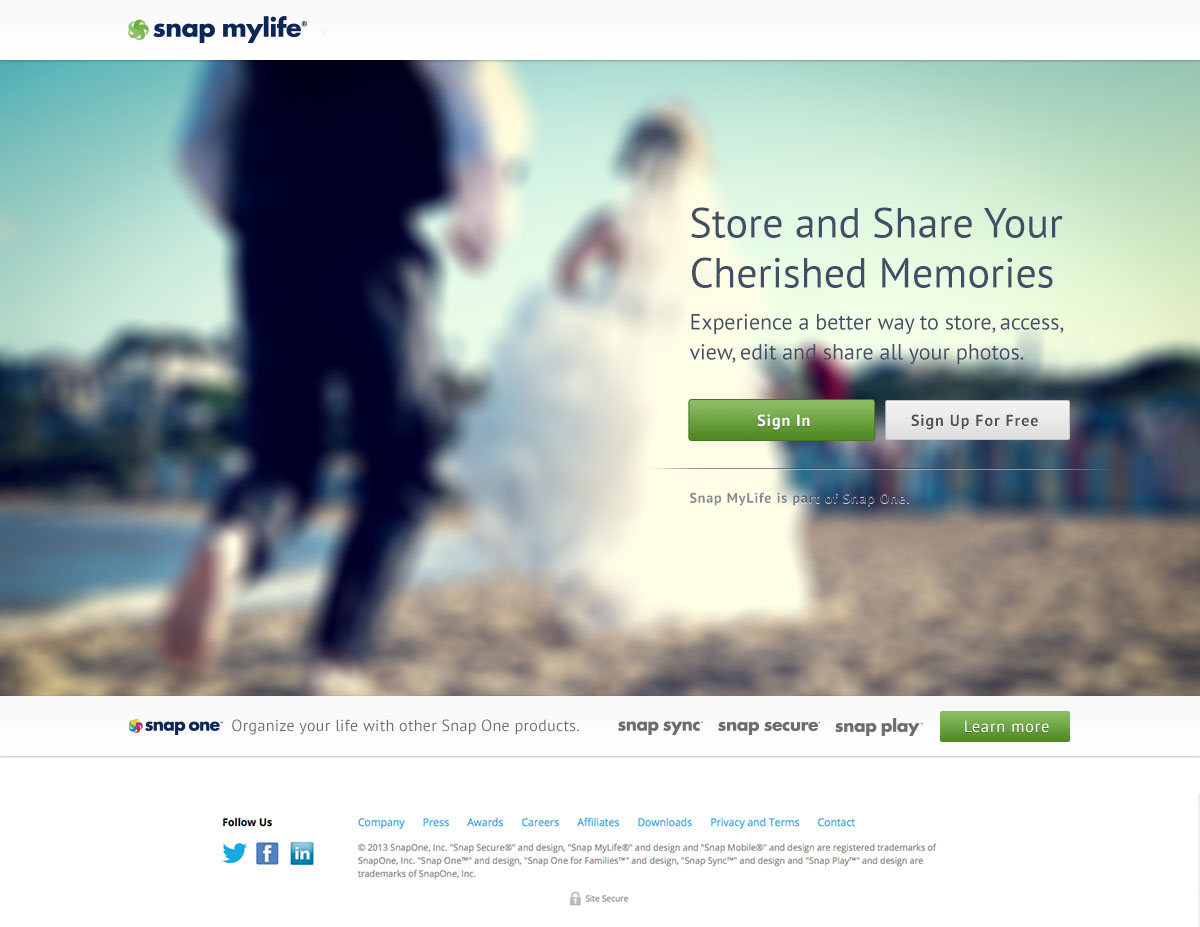 snap mylife®
Store and Share Your
Cherished Memories
Experience a better way to store, access,
view, edit and share all your photos.
Sign In
Sign Up For Free
Snap MyLife is part of Snap One.
snap one™ Organize your life with other Snap One products. snap sync™ snap secure® snap play™ Learn more
Follow Us
Company Press Awards Careers Affiliates Downloads Privacy and Terms Contact
© 2013 SnapOne, Inc. "Snap Secure®" and design, "Snap MyLife®" and design and "Snap Mobile®" and design are registered trademarks of
SnapOne, Inc. "Snap One™" and design, "Snap One for Families™" and design, "Snap Sync™" and design and "Snap Play™" and design are
trademarks of SnapOne, Inc.
Site Secure